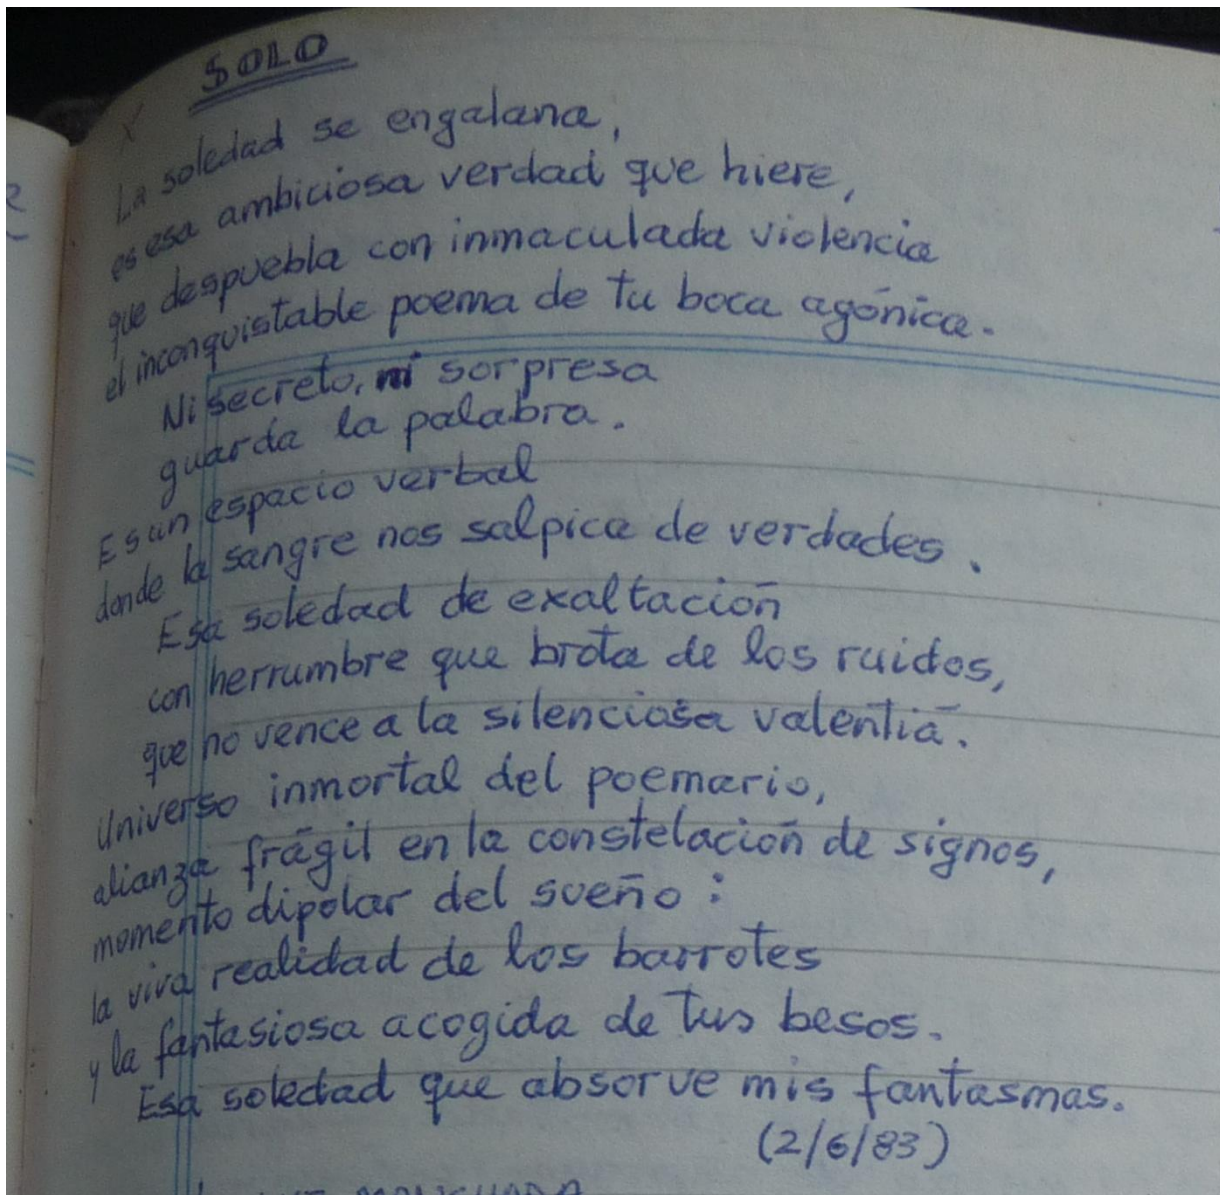 SOLO
La soledad se engalana,
es esa ambiciosa verdad que hiere,
que despuebla con inmaculada violencia
el inconquistable poema de tu boca agónica.
Ni secreto, ni sorpresa
guarda la palabra.
Es un espacio verbal
donde la sangre nos salpica de verdades.
Esa soledad de exaltación
con herrumbre que brota de los ruidos,
que no vence a la silenciosa valentía.
Universo inmortal del poemario,
alianza frágil en la constelación de signos,
momento dipolar del sueño:
la viva realidad de los barrotes
y la fantasiosa acogida de tus besos.
Esa soledad que absorve mis fantasmas.
(2/6/83)